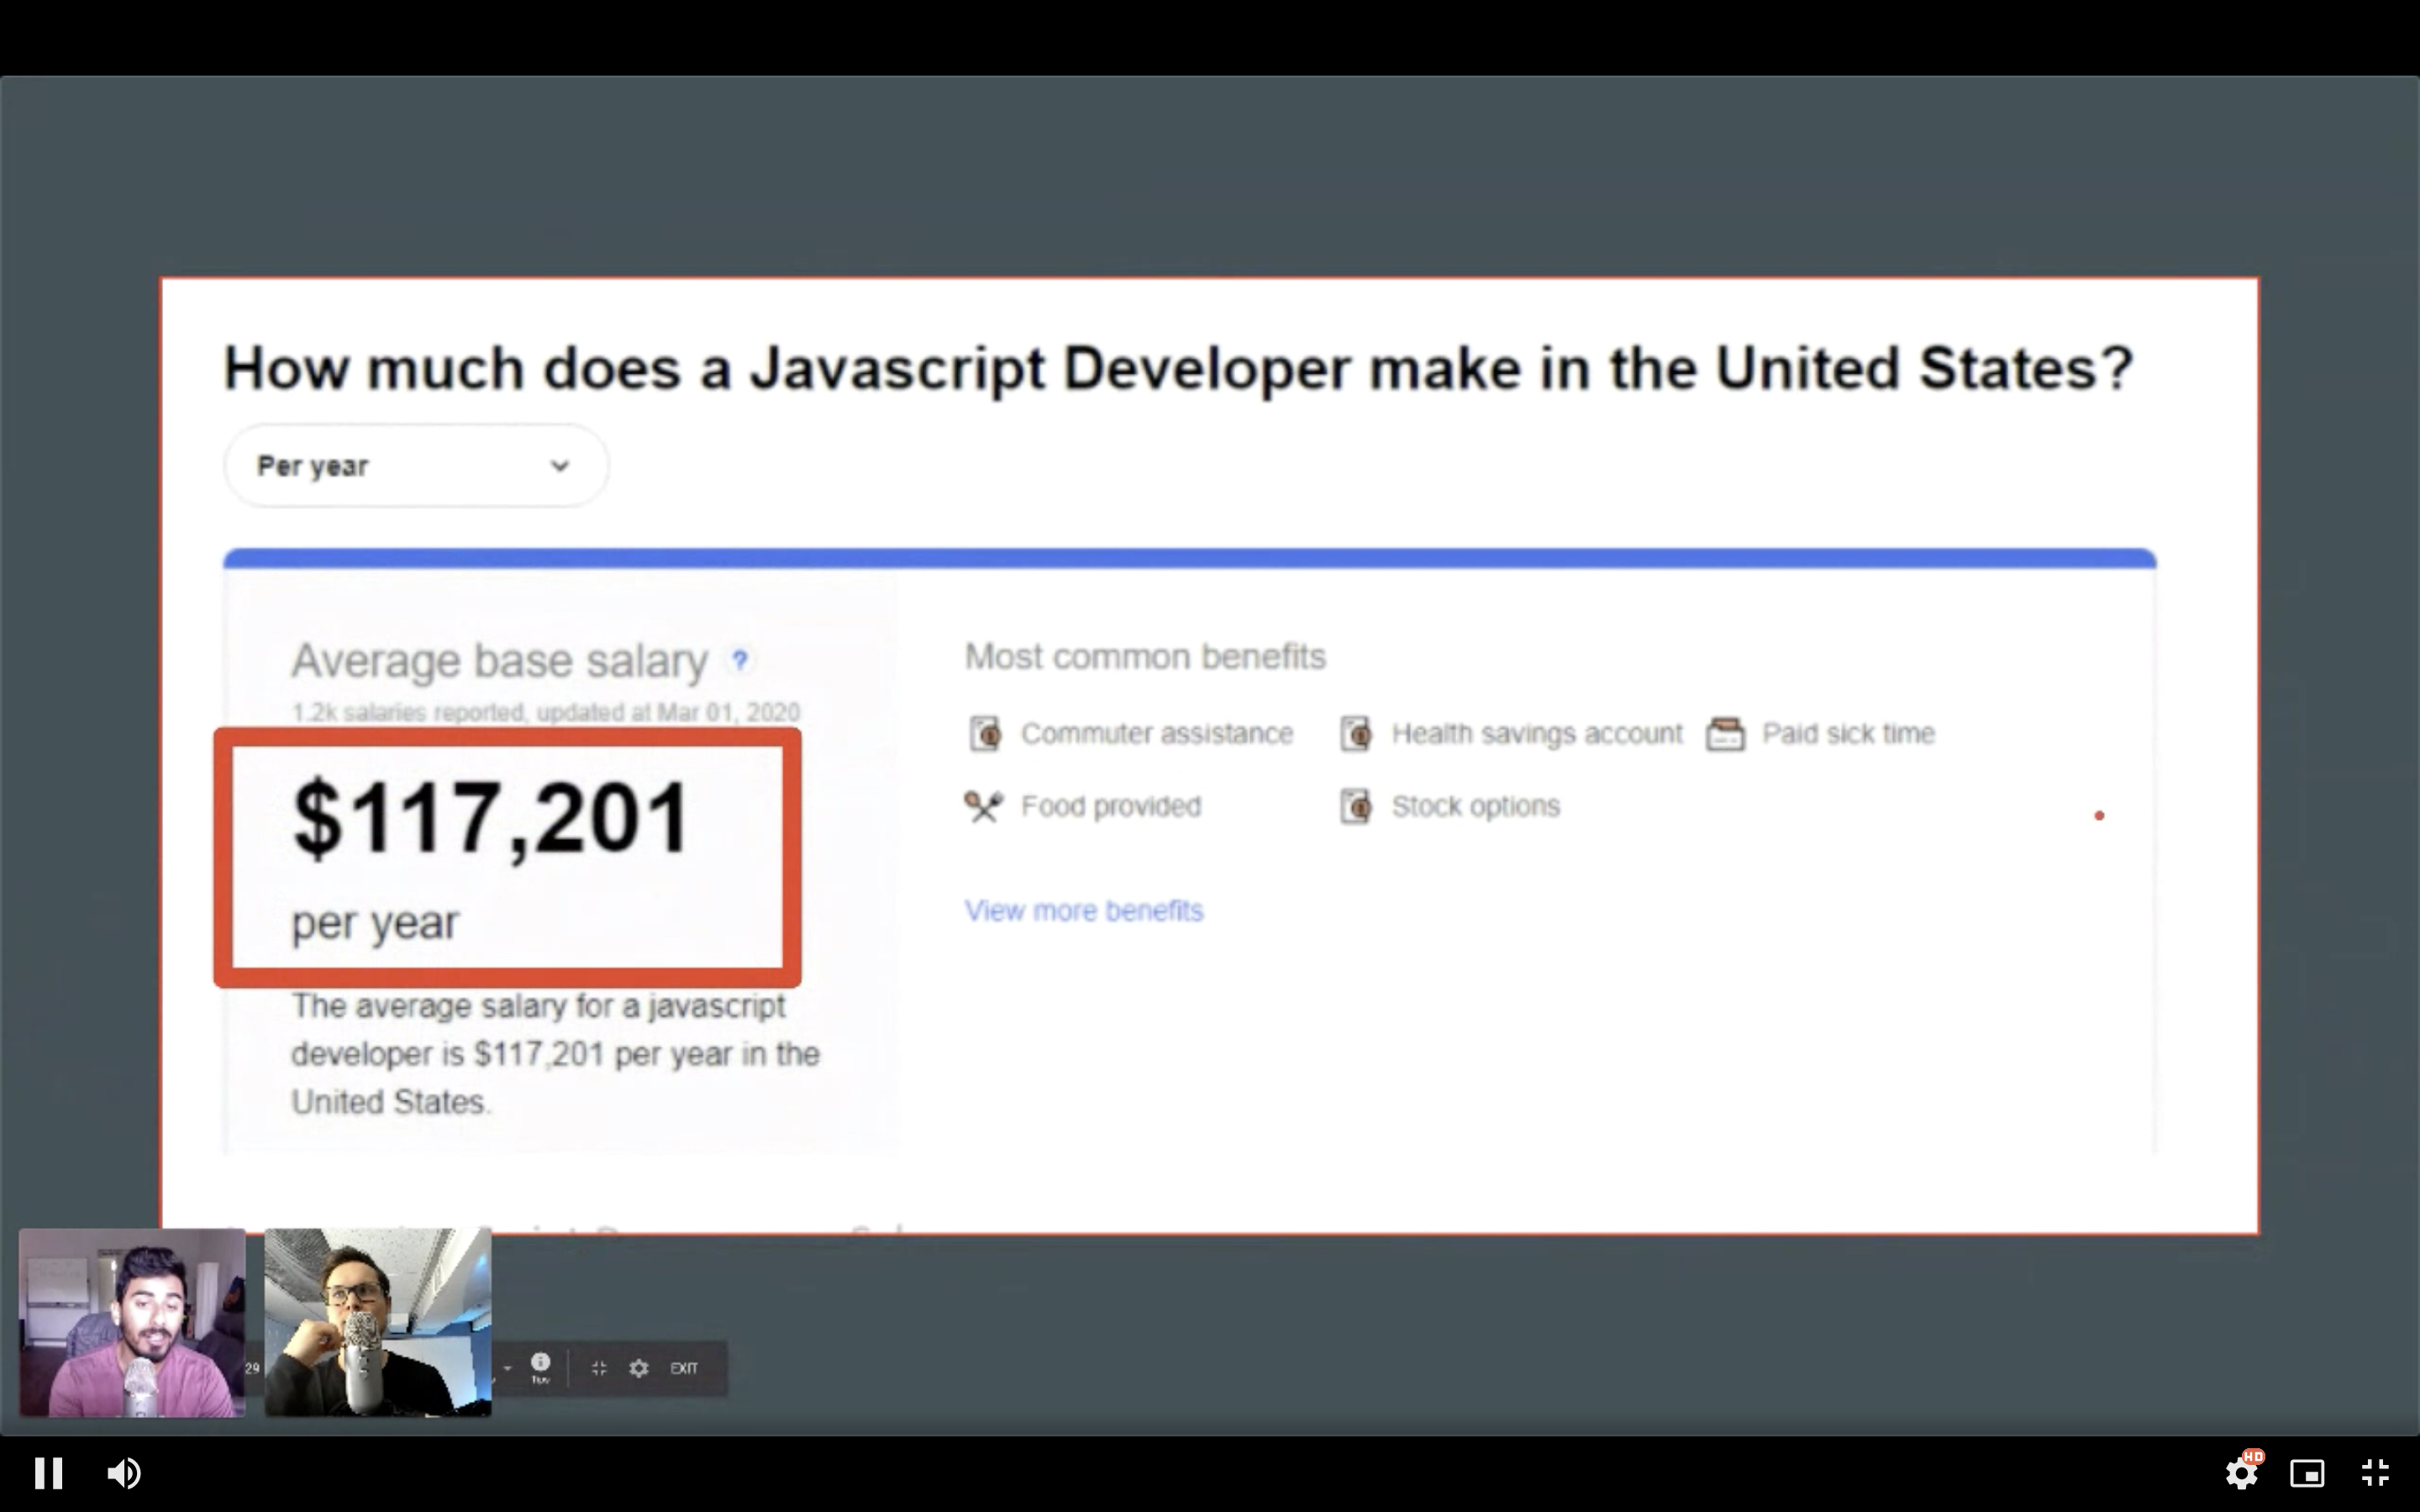 How much does a Javascript Developer make in the United States?
Per year
Average base salary ?
1.2k salaries reported, updated at Mar 01, 2020
$117,201
per year
The average salary for a javascript
developer is $117,201 per year in the
United States.
Most common benefits
Commuter assistance Health savings account Paid sick time
Food provided Stock options
View more benefits
29
EXIT
HD